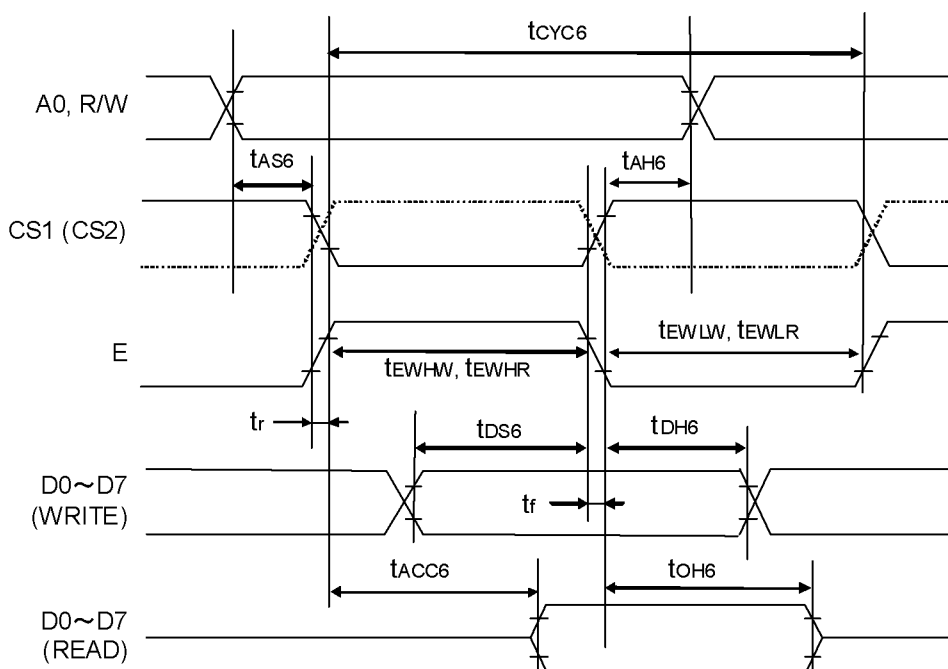 tCYC6
A0, R/W
tAS6
tAH6
CS1 (CS2)
E
tEWHW, tEWHR
tEWLW, tEWLR
tr
tDS6
tDH6
D0～D7
(WRITE)
tf
tACC6
tOH6
D0～D7
(READ)